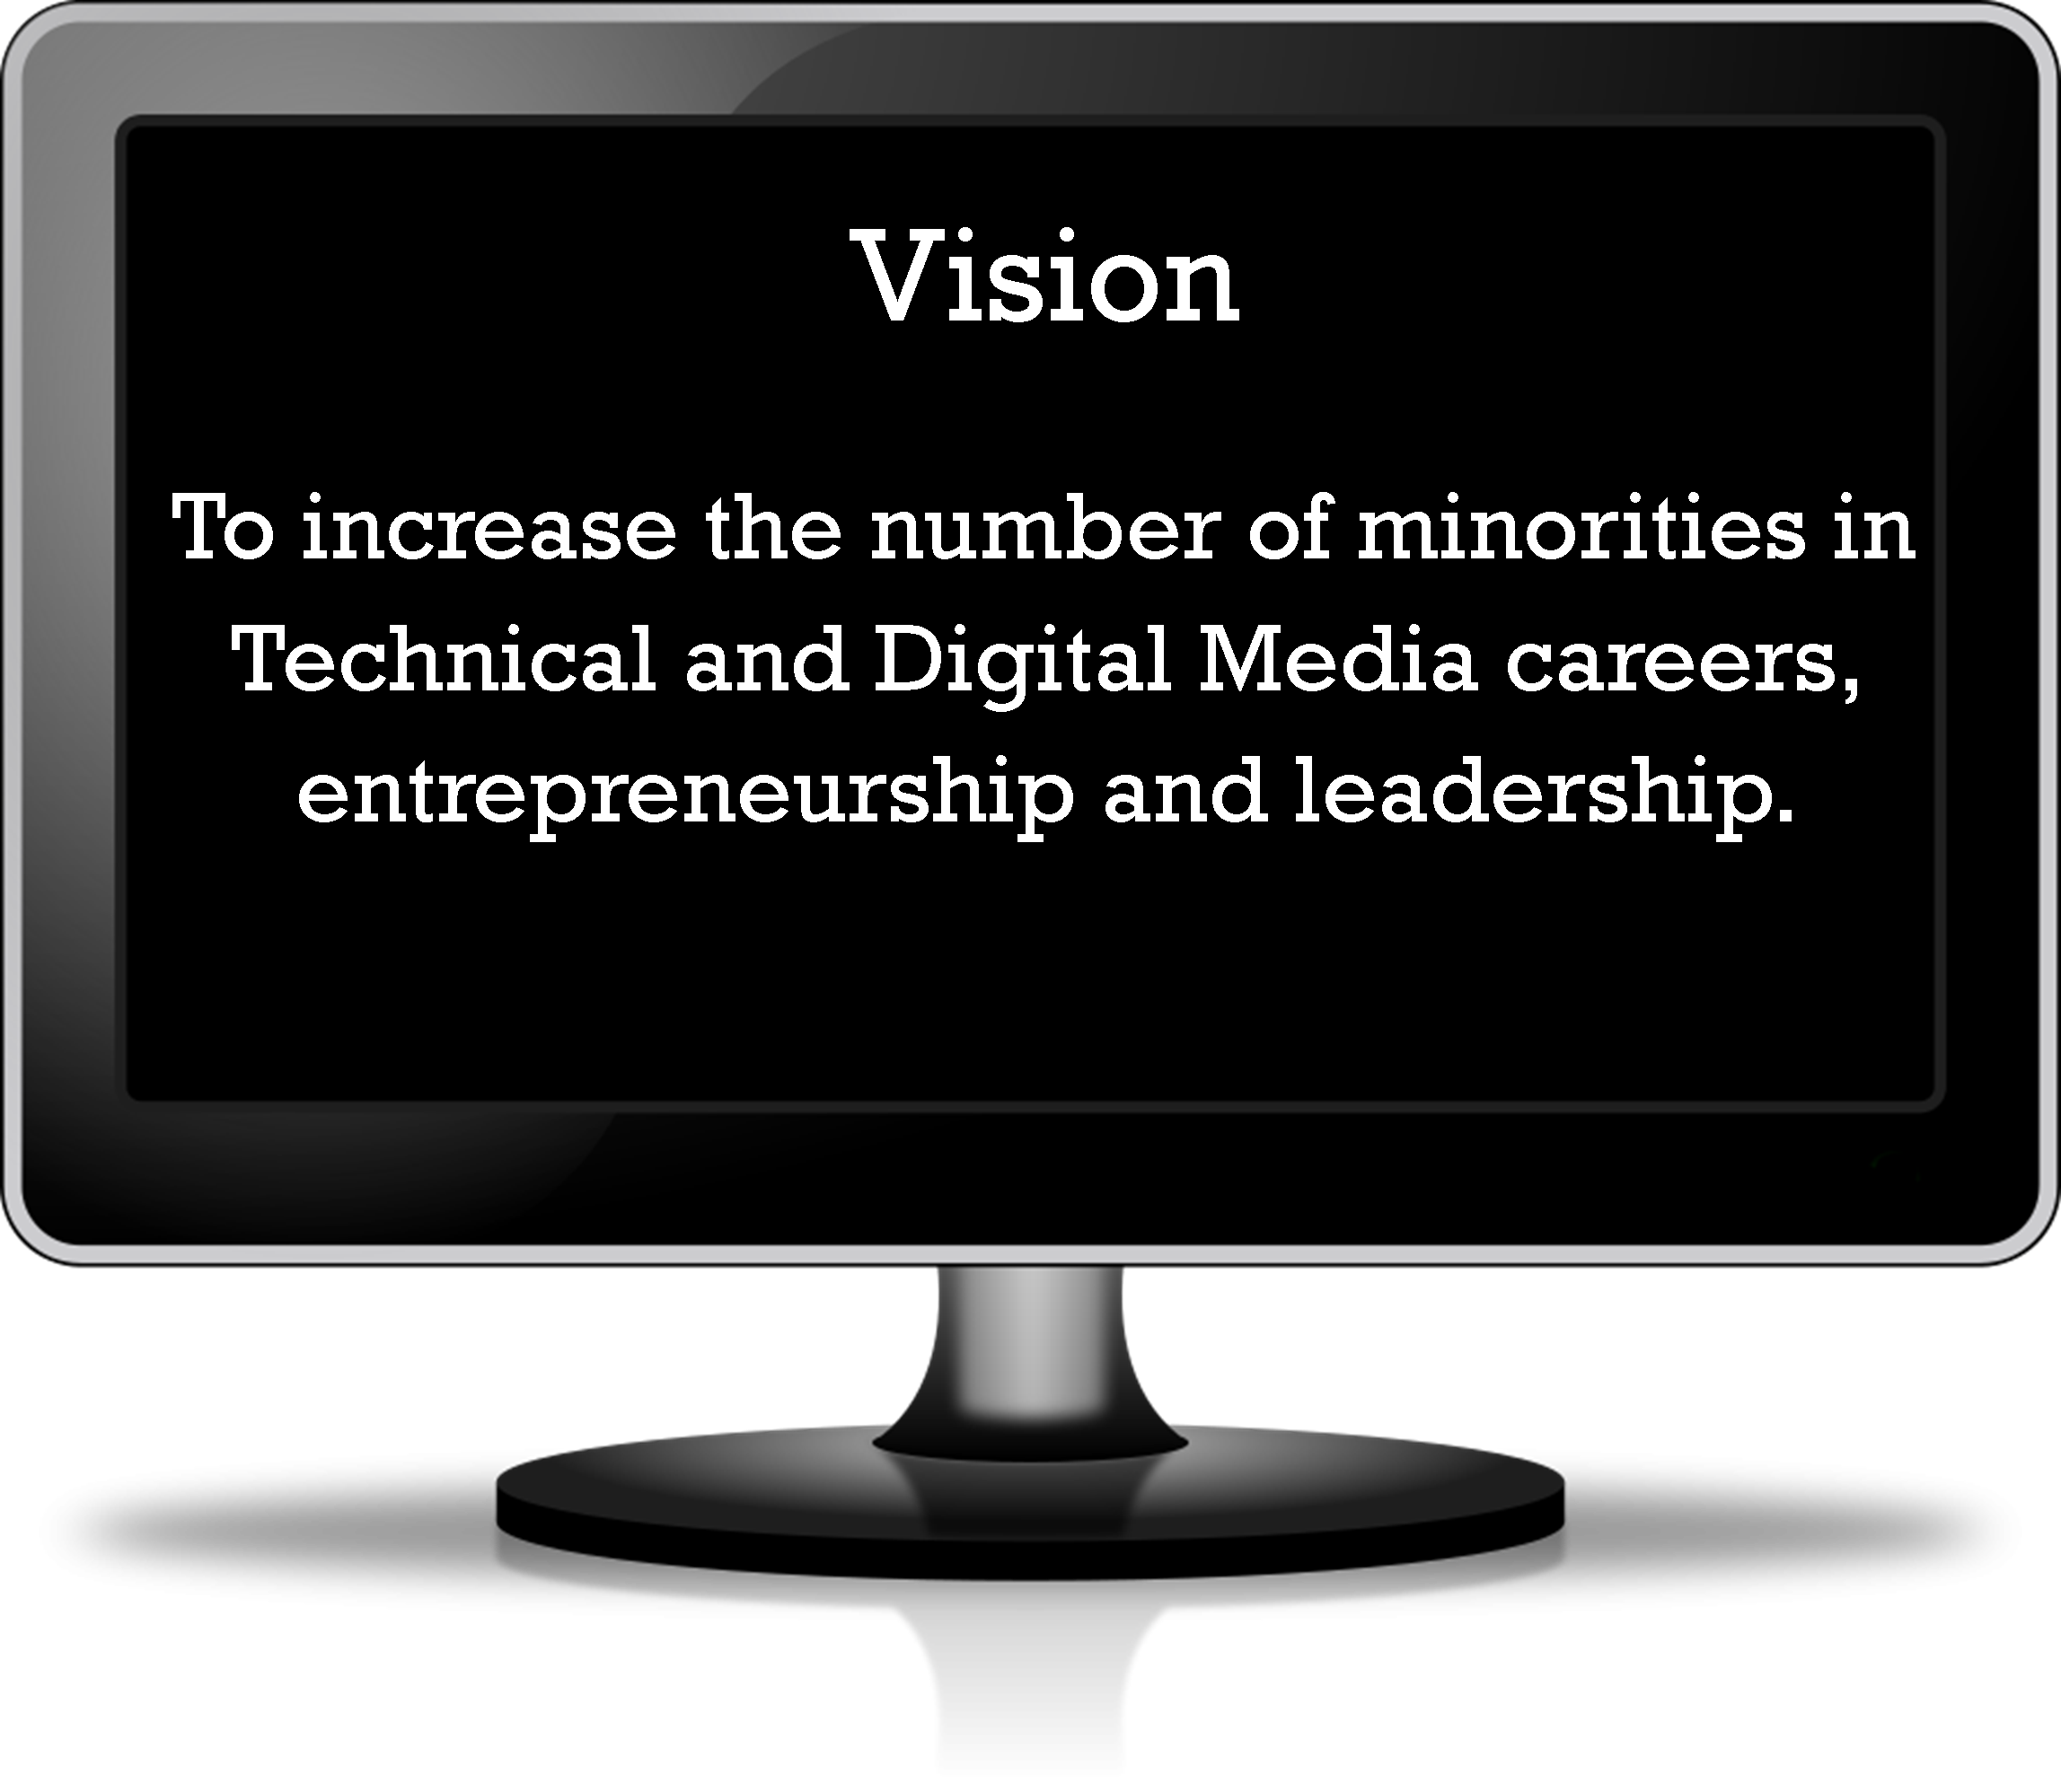 Vision
To increase the number of minorities in
Technical and Digital Media careers,
entrepreneurship and leadership.